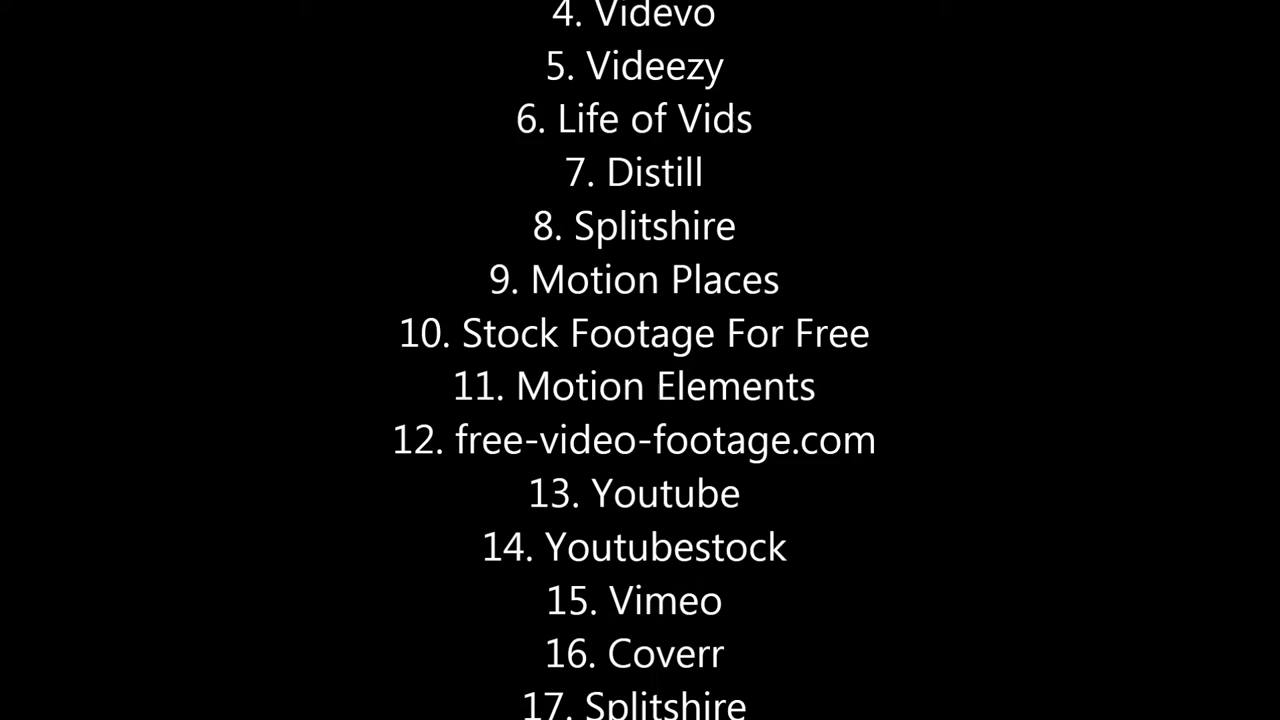 4. Videvo
5. Videezy
6. Life of Vids
7. Distill
8. Splitshire
9. Motion Places
10. Stock Footage For Free
11. Motion Elements
12. free-video-footage.com
13. Youtube
14. Youtubestock
15. Vimeo
16. Coverr
17. Splitshire